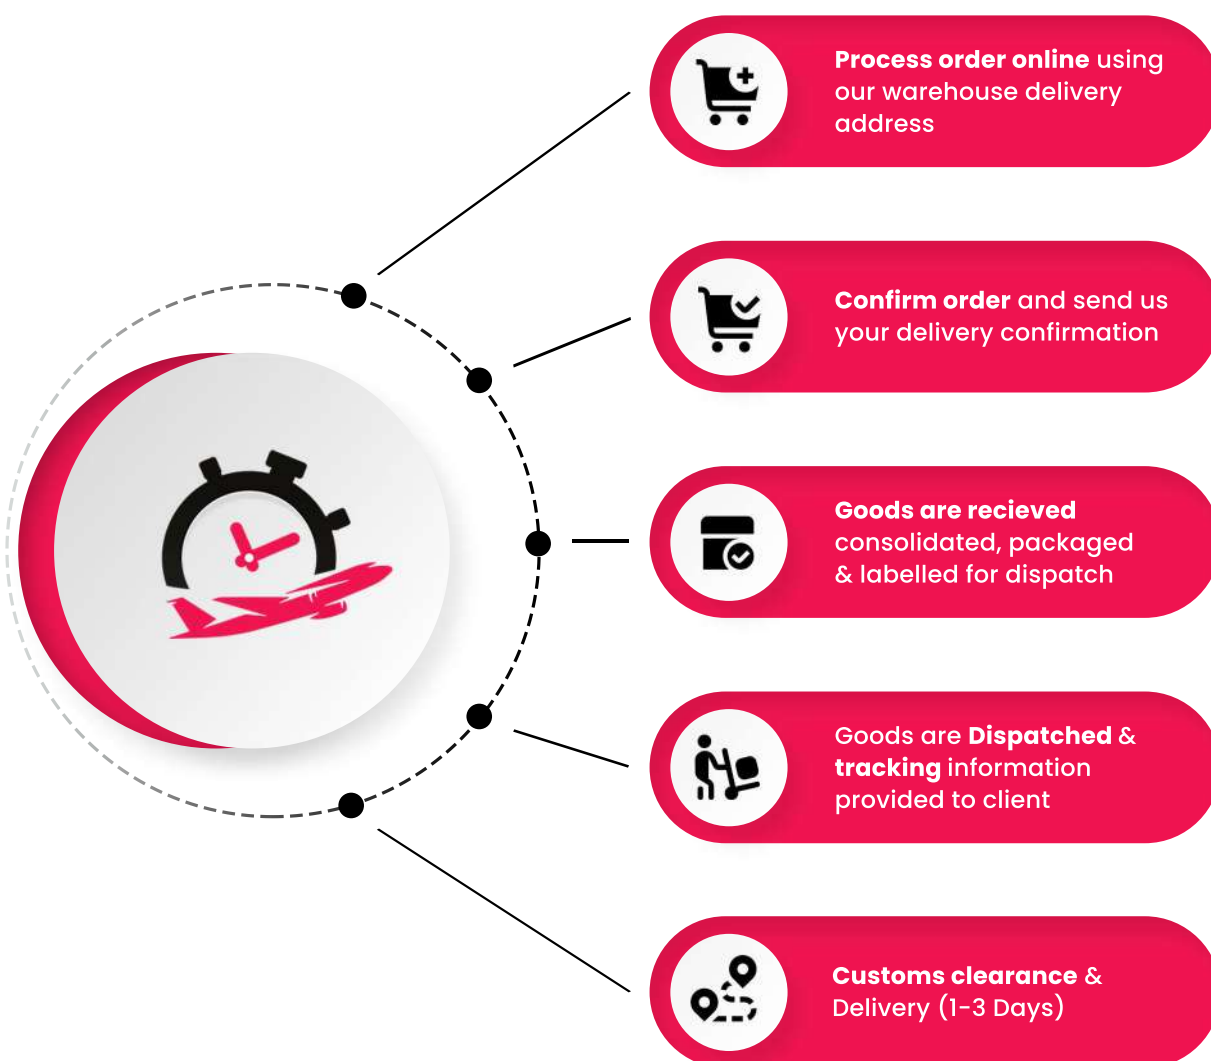 Process order online using
our warehouse delivery
address
Confirm order and send us
your delivery confirmation
Goods are recieved
consolidated, packaged
& labelled for dispatch
Goods are Dispatched &
tracking information
provided to client
Customs clearance &
Delivery (1-3 Days)